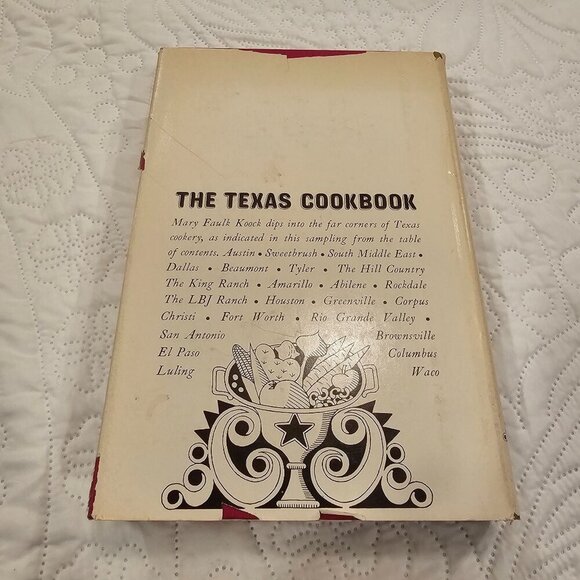 THE TEXAS COOKBOOK
Mary Faulk Koock dips into the far corners of Texas
cookery, as indicated in this sampling from the table
of contents. Austin • Sweetbrush • South Middle East •
Dallas • Beaumont • Tyler • The Hill Country
The King Ranch • Amarillo • Abilene • Rockdale
The LBJ Ranch • Houston • Greenville • Corpus
Christi • Fort Worth • Rio Grande Valley •
San Antonio Brownsville
El Paso Columbus
Luling Waco